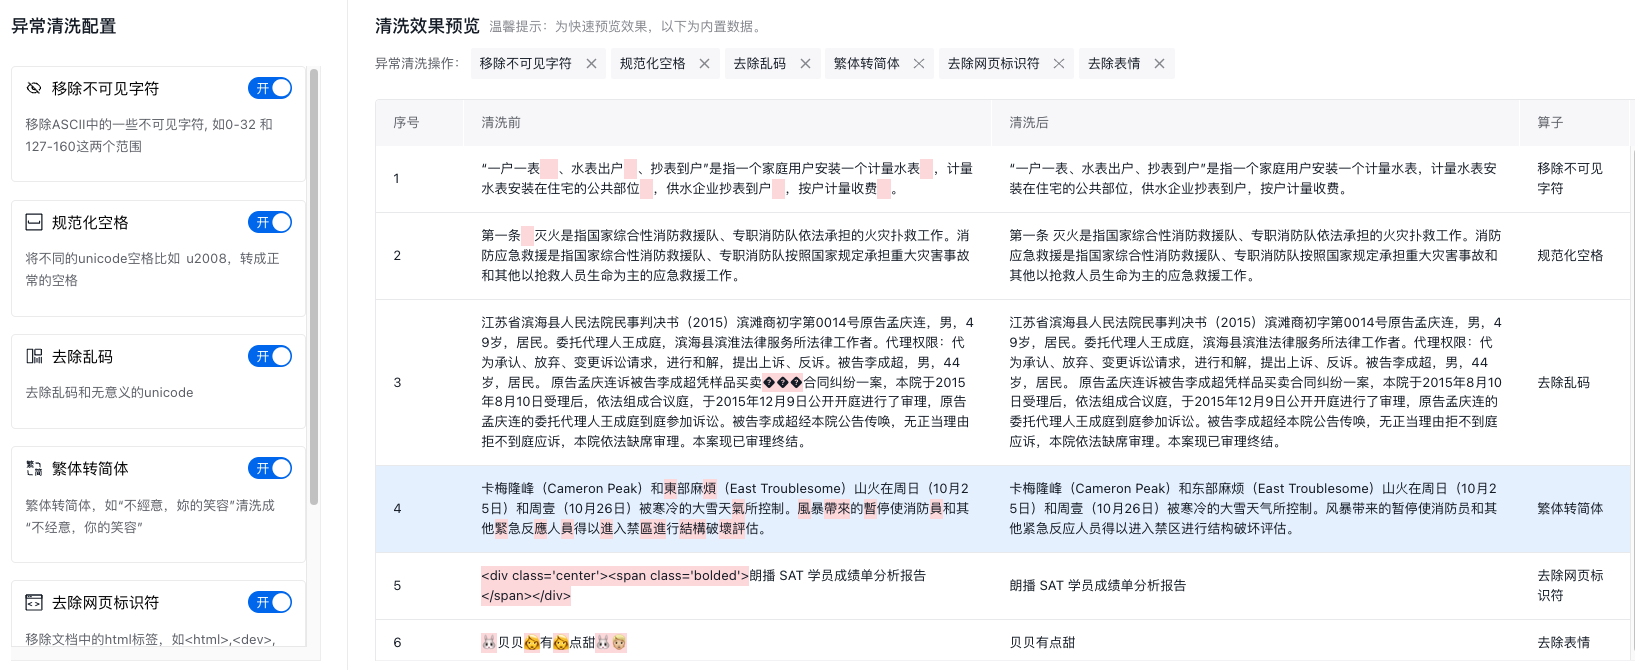 异常清洗配置
移除不可见字符
开
移除ASCII中的一些不可见字符, 如0-32 和
127-160这两个范围
规范化空格
开
将不同的unicode空格比如 u2008，转成正
常的空格
去除乱码
开
去除乱码和无意义的unicode
繁体转简体
开
繁体转简体，如“不經意，妳的笑容”清洗成
“不经意，你的笑容”
去除网页标识符
开
移除文档中的html标签，如<html>,<dev>,
清洗效果预览 温馨提示：为快速预览效果，以下为内置数据。
异常清洗操作： 移除不可见字符 规范化空格 去除乱码 繁体转简体 去除网页标识符 去除表情
序号 清洗前 清洗后 算子
1
“一户一表 、水表出户 、抄表到户”是指一个家庭用户安装一个计量水表 ，计量
水表安装在住宅的公共部位 ，供水企业抄表到户 ，按户计量收费 。
“一户一表、水表出户、抄表到户”是指一个家庭用户安装一个计量水表，计量水表安
装在住宅的公共部位，供水企业抄表到户，按户计量收费。
移除不可见
字符
2
第一条 灭火是指国家综合性消防救援队、专职消防队依法承担的火灾扑救工作。消
防应急救援是指国家综合性消防救援队、专职消防队按照国家规定承担重大灾害事故
和其他以抢救人员生命为主的应急救援工作。
第一条 灭火是指国家综合性消防救援队、专职消防队依法承担的火灾扑救工作。消防
应急救援是指国家综合性消防救援队、专职消防队按照国家规定承担重大灾害事故和
其他以抢救人员生命为主的应急救援工作。
规范化空格
3
江苏省滨海县人民法院民事判决书（2015）滨滩商初字第0014号原告孟庆连，男，4
9岁，居民。委托代理人王成庭，滨海县滨淮法律服务所法律工作者。代理权限：代
为承认、放弃、变更诉讼请求，进行和解，提出上诉、反诉。被告李成超，男，44
岁，居民。 原告孟庆连诉被告李成超凭样品买卖���合同纠纷一案，本院于2015
年8月10日受理后，依法组成合议庭，于2015年12月9日公开开庭进行了审理，原告
孟庆连的委托代理人王成庭到庭参加诉讼。被告李成超经本院公告传唤，无正当理由
拒不到庭应诉，本院依法缺席审理。本案现已审理终结。
江苏省滨海县人民法院民事判决书（2015）滨滩商初字第0014号原告孟庆连，男，4
9岁，居民。委托代理人王成庭，滨海县滨淮法律服务所法律工作者。代理权限：代
为承认、放弃、变更诉讼请求，进行和解，提出上诉、反诉。被告李成超，男，44
岁，居民。 原告孟庆连诉被告李成超凭样品买卖合同纠纷一案，本院于2015年8月10
日受理后，依法组成合议庭，于2015年12月9日公开开庭进行了审理，原告孟庆连的
委托代理人王成庭到庭参加诉讼。被告李成超经本院公告传唤，无正当理由拒不到庭
应诉，本院依法缺席审理。本案现已审理终结。
去除乱码
4
卡梅隆峰（Cameron Peak）和東部麻煩（East Troublesome）山火在周日（10月2
5日）和周壹（10月26日）被寒冷的大雪天氣所控制。風暴帶來的暫停使消防員和其
他緊急反應人員得以進入禁區進行結構破壞評估。
卡梅隆峰（Cameron Peak）和东部麻烦（East Troublesome）山火在周日（10月2
5日）和周壹（10月26日）被寒冷的大雪天气所控制。风暴带来的暂停使消防员和其
他紧急反应人员得以进入禁区进行结构破坏评估。
繁体转简体
5
<div class='center'><span class='bolded'>朗播 SAT 学员成绩单分析报告
</span></div>
朗播 SAT 学员成绩单分析报告
去除网页标
识符
6
🐰贝贝👼有👼点甜🐰👼
贝贝有点甜
去除表情